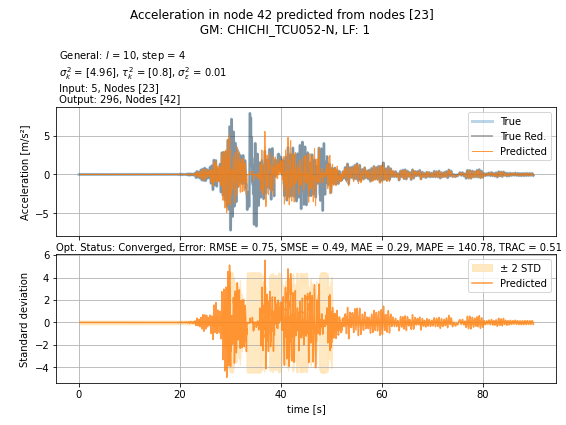 Acceleration in node 42 predicted from nodes [23]
GM: CHICHI_TCU052-N, LF: 1
General: l = 10, step = 4
σ²ₖ = [4.96], τ²ₖ = [0.8], σ²ε = 0.01
Input: 5, Nodes [23]
Output: 296, Nodes [42]
True
True Red.
Predicted
Acceleration [m/s²]
5
0
−5
Opt. Status: Converged, Error: RMSE = 0.75, SMSE = 0.49, MAE = 0.29, MAPE = 140.78, TRAC = 0.51
± 2 STD
Predicted
Standard deviation
6
4
2
0
−2
−4
0 20 40 60 80
time [s]